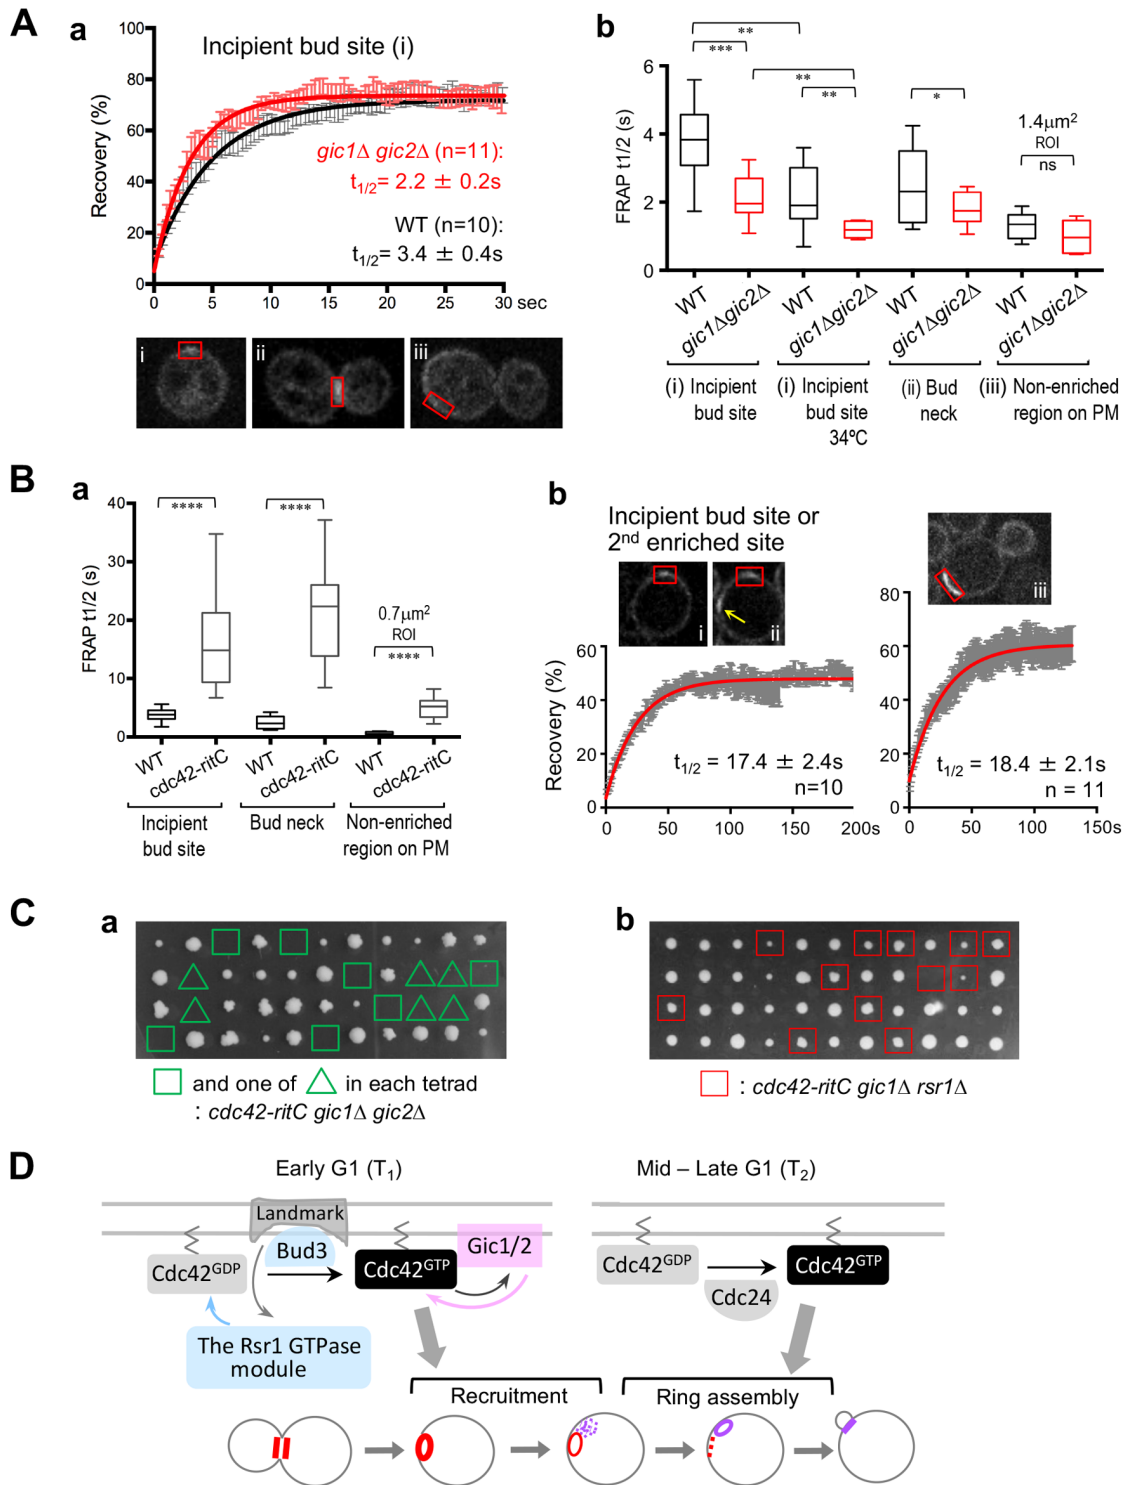 A
a
Incipient bud site (i)
Recovery (%)
100
80
60
40
20
0
gic1Δ gic2Δ (n=11):
t1/2= 2.2 ± 0.2s
WT (n=10):
t1/2= 3.4 ± 0.4s
0 5 10 15 20 25 30 sec
i
ii
iii
b
FRAP t1/2 (s)
6
4
2
0
**
***
**
**
*
1.4μm²
ROI
ns
WT
gic1Δgic2Δ
WT
gic1Δgic2Δ
WT
gic1Δgic2Δ
WT
gic1Δgic2Δ
(i) Incipient
bud site
(i) Incipient
bud site
34ºC
(ii) Bud
neck
(iii) Non-enriched
region on PM
B
a
FRAP t1/2 (s)
40
30
20
10
0
****
****
0.7μm²
ROI
****
WT
cdc42-ritC
WT
cdc42-ritC
WT
cdc42-ritC
Incipient
bud site
Bud neck
Non-enriched
region on PM
b
Incipient bud site or
2nd enriched site
i
ii
iii
Recovery (%)
60
40
20
0
t1/2 = 17.4 ± 2.4s
n=10
0 50 100 150 200s
80
60
40
20
0
t1/2 = 18.4 ± 2.1s
n = 11
0 50 100 150s
C
a
and one of
in each tetrad
: cdc42-ritC gic1Δ gic2Δ
b
: cdc42-ritC gic1Δ rsr1Δ
D
Early G1 (T1)
Mid – Late G1 (T2)
Landmark
Bud3
Cdc42GDP
Cdc42GTP
Gic1/2
The Rsr1 GTPase
module
Cdc42GDP
Cdc42GTP
Cdc24
Recruitment
Ring assembly